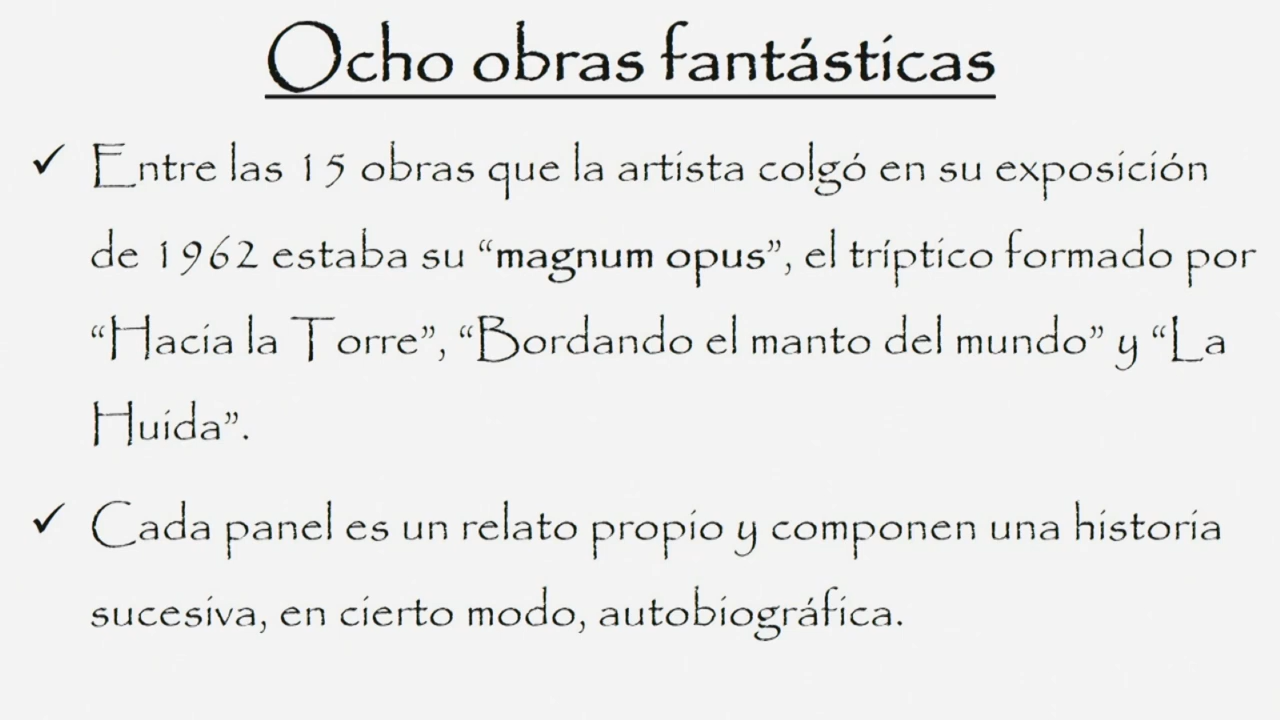 Ocho obras fantásticas
✓ Entre las 15 obras que la artista colgó en su exposición
de 1962 estaba su “magnum opus”, el tríptico formado por
“Hacia la Torre”, “Bordando el manto del mundo” y “La
Huida”.
✓ Cada panel es un relato propio y componen una historia
sucesiva, en cierto modo, autobiográfica.